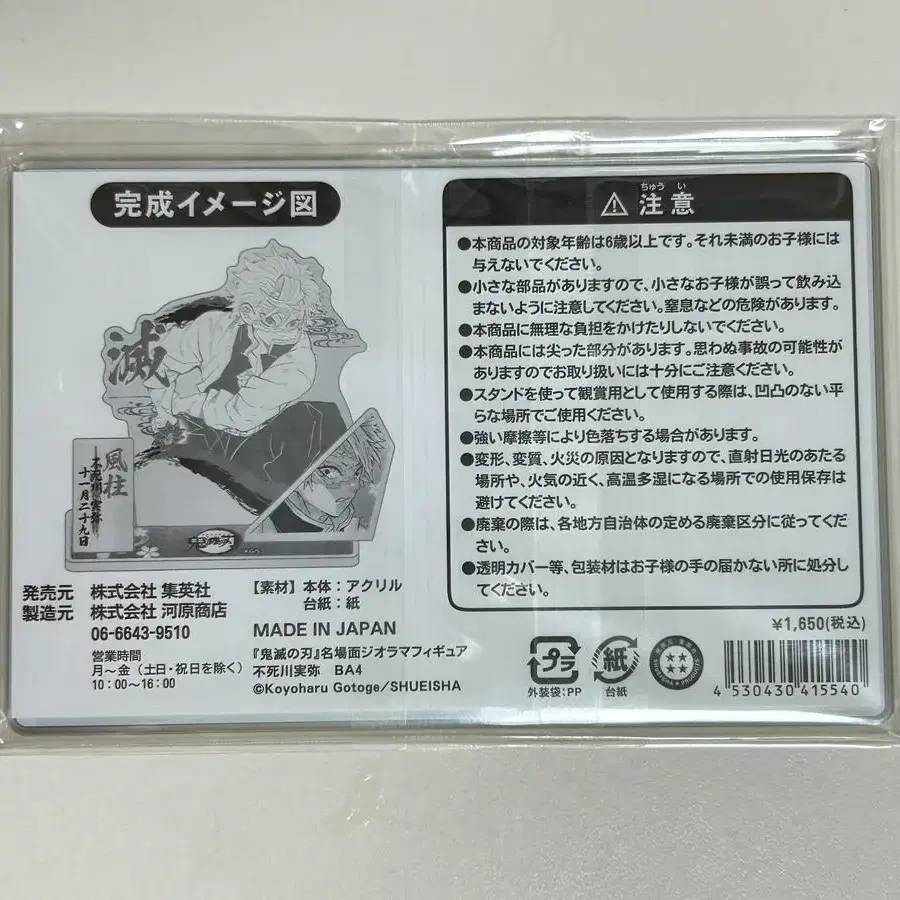 完成イメージ図
滅
風柱
不死川実弥
十一月二十九日
鬼滅の刃
発売元 株式会社 集英社
製造元 株式会社 河原商店
06-6643-9510
営業時間
月～金（土日・祝日を除く）
10：00～16：00
【素材】本体：アクリル
台紙：紙
MADE IN JAPAN
『鬼滅の刃』名場面ジオラマフィギュア
不死川実弥 BA4
©Koyoharu Gotoge／SHUEISHA
ちゅうい
注意
●本商品の対象年齢は6歳以上です。それ未満のお子様には
与えないでください。
●小さな部品がありますので、小さなお子様が誤って飲み込
まないように注意してください。窒息などの危険があります。
●本商品に無理な負担をかけたりしないでください。
●本商品には尖った部分があります。思わぬ事故の可能性が
ありますのでお取り扱いには十分にご注意ください。
●スタンドを使って観賞用として使用する際は、凹凸のない平
らな場所でご使用ください。
●強い摩擦等により色落ちする場合があります。
●変形、変質、火災の原因となりますので、直射日光のあたる
場所や、火気の近く、高温多湿になる場所での使用保存は
避けてください。
●廃棄の際は、各地方自治体の定める廃棄区分に従ってくだ
さい。
●透明カバー等、包装材はお子様の手の届かない所に処分し
てください。
¥1,650(税込)
プラ
外装袋：PP
紙
台紙
4 530430 415540